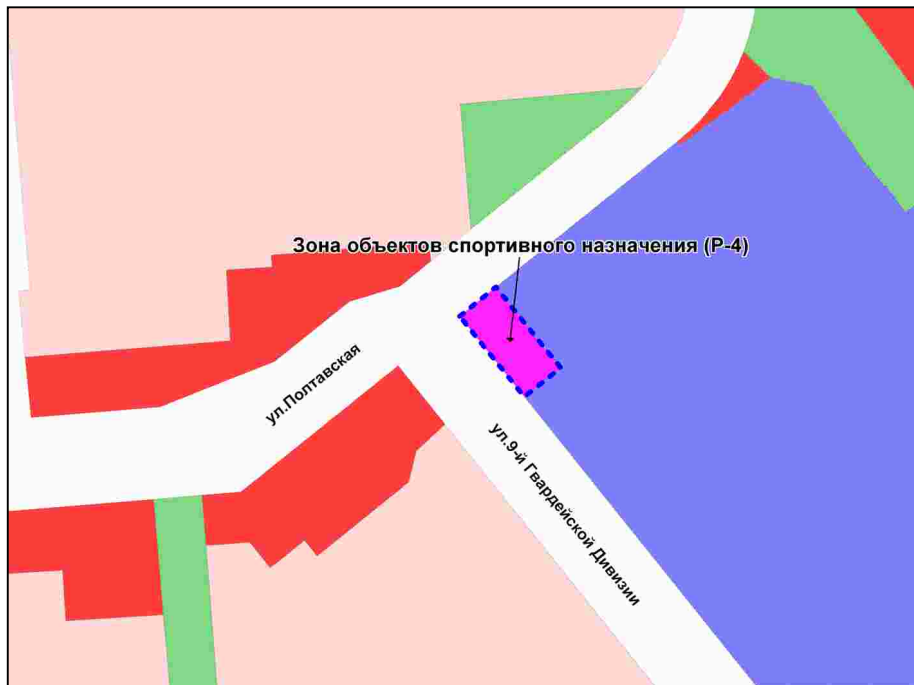 Зона объектов спортивного назначения (Р-4)
ул.Полтавская
ул.9-й Гвардейской Дивизии